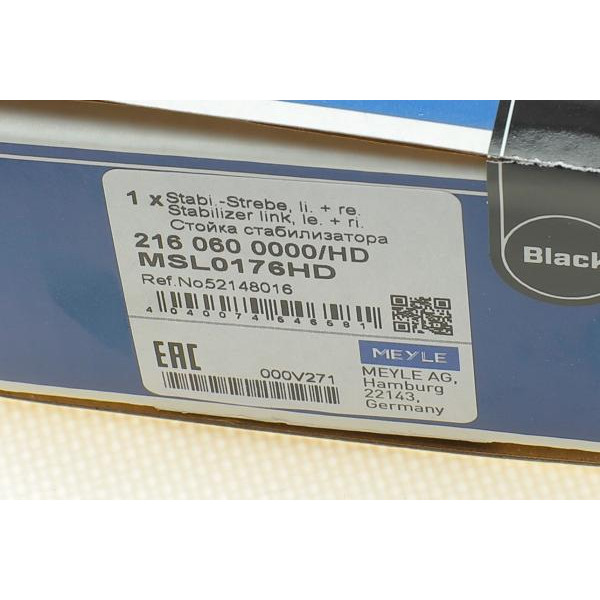 1 x Stabi.-Strebe, li. + re.
Stabilizer link, le. + ri.
Стойка стабилизатора
216 060 0000/HD
MSL0176HD
Ref.No52148016
4 040074 546681
EAC
000V271
MEYLE
MEYLE AG,
Hamburg
22143,
Germany
Black